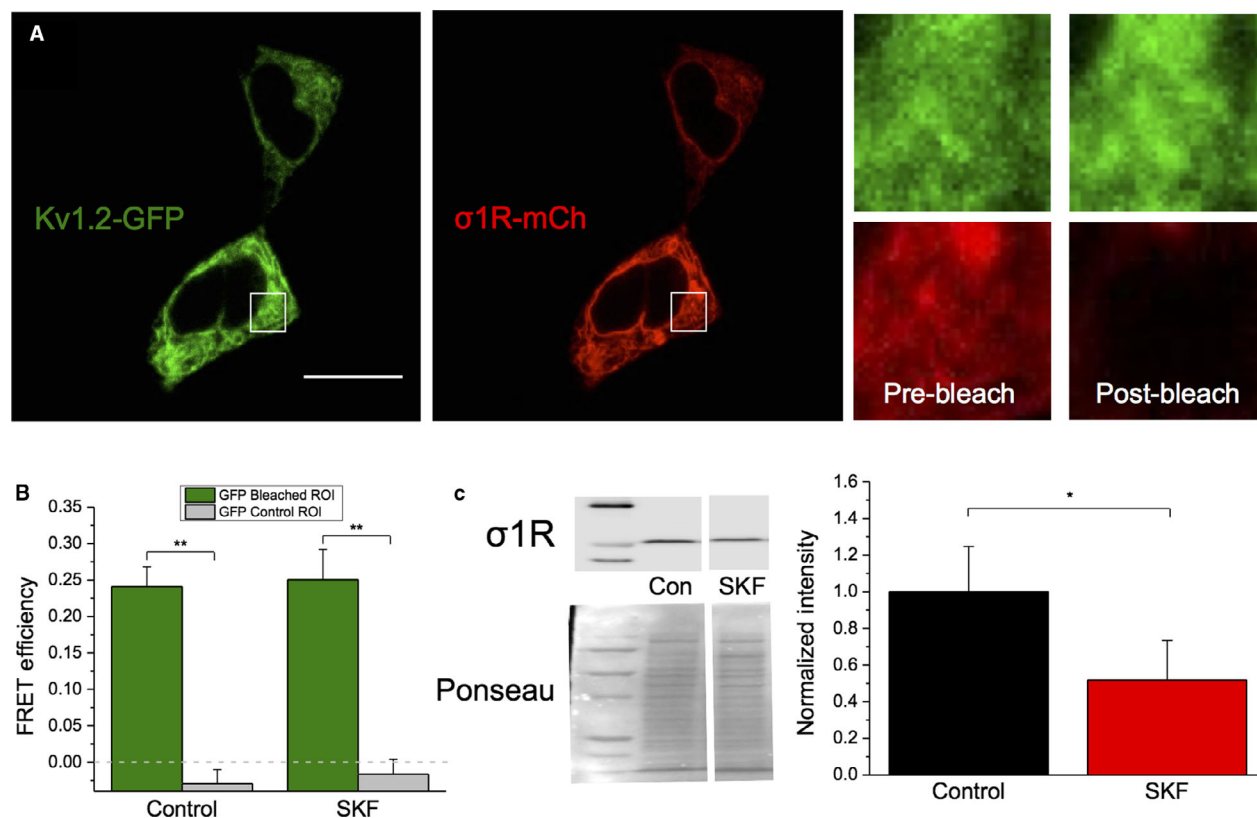 A
Kv1.2-GFP
σ1R-mCh
Pre-bleach
Post-bleach
B
GFP Bleached ROI
GFP Control ROI
FRET efficiency
0.35
0.30
0.25
0.20
0.25
0.10
0.05
0.00
**
**
Control
SKF
c
σ1R
Con
SKF
Ponseau
Normalized intensity
1.6
1.4
1.2
1.0
0.8
0.6
0.4
0.2
0.0
*
Control
SKF